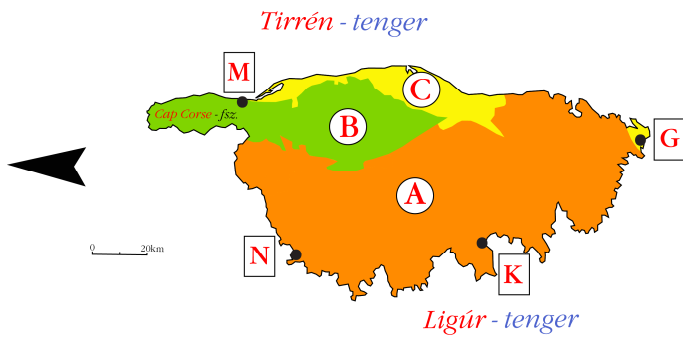 Tirrén - tenger
M
C
Cap Corse - fsz.
B
G
A
0 20km
N
K
Ligúr - tenger